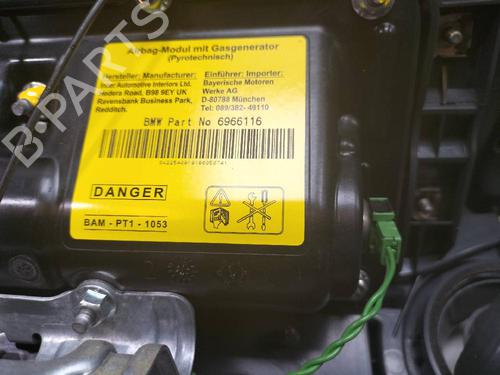 B-PARTS
Airbag-Modul mit Gasgenerator
(Pyrotechnisch)
Hersteller; Manufacturer: Einführer; Importer:
Automotive Interiors Ltd. Bayerische Motoren
Road, B98 9EY UK Werke AG
Ravensbank Business Park, D-80788 München
Redditch. Tel: 089/382- 49110
BMW Part No 6966116
DANGER
BAM - PT1 - 1053